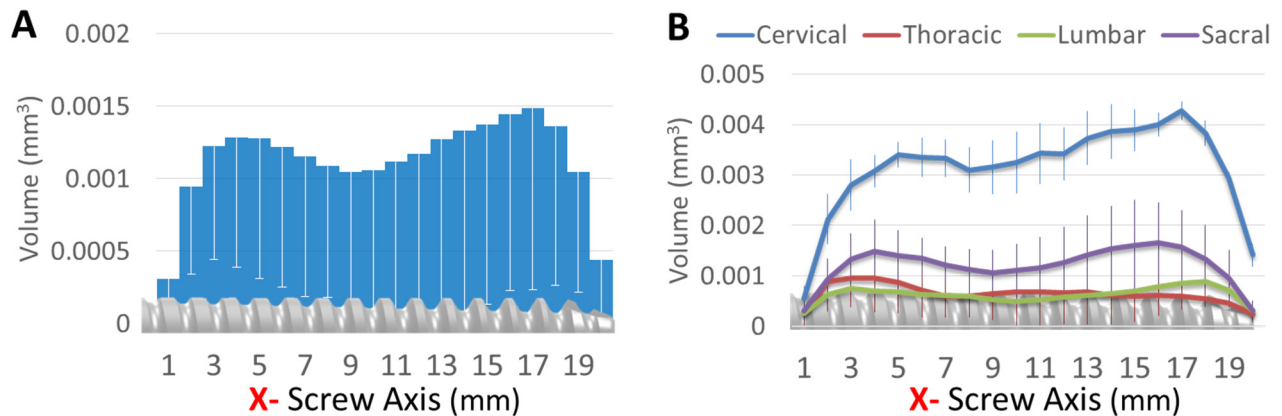 A
0.002
0.0015
0.001
0.0005
0
Volume (mm³)
1 3 5 7 9 11 13 15 17 19
X- Screw Axis (mm)
B
Cervical Thoracic Lumbar Sacral
0.005
0.004
0.003
0.002
0.001
0
Volume (mm³)
1 3 5 7 9 11 13 15 17 19
X- Screw Axis (mm)